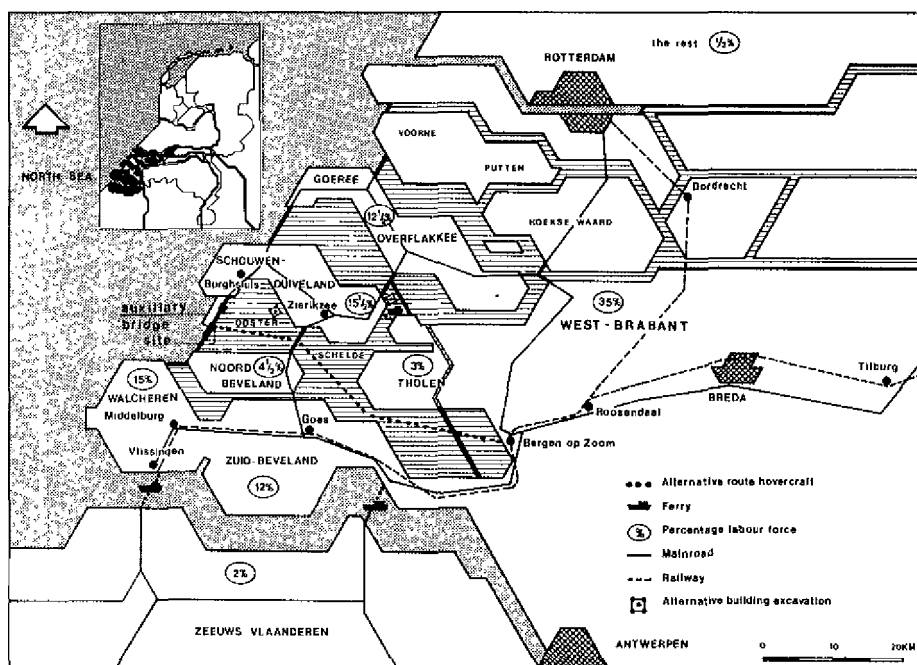 the rest ½%
ROTTERDAM
NORTH SEA
VOORNE
PUTTEN
GOEREE
Dordrecht
12½%
HOEKSE WAARD
OVERFLAKKEE
SCHOUWEN-
DUIVELAND
Burghsluis
Zierikzee
15½%
35%
WEST-BRABANT
auxiliary
bridge
site
OOSTER
SCHELDE
NOORD
BEVELAND
4½%
3%
THOLEN
15%
WALCHEREN
Middelburg
Vlissingen
Goes
ZUID-BEVELAND
12%
Tilburg
BREDA
Roosendaal
Bergen op Zoom
Alternative route hovercraft
Ferry
% Percentage labour force
Mainroad
Railway
Alternative building excavation
2%
ZEEUWS VLAANDEREN
ANTWERPEN
0 10 20KM